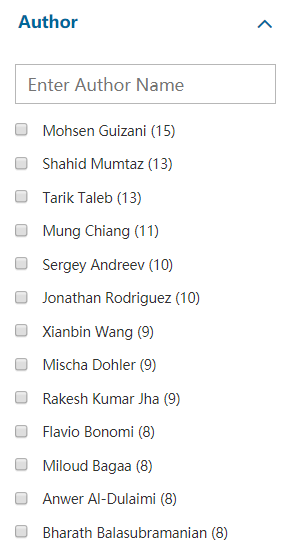 Author
Enter Author Name
Mohsen Guizani (15)
Shahid Mumtaz (13)
Tarik Taleb (13)
Mung Chiang (11)
Sergey Andreev (10)
Jonathan Rodriguez (10)
Xianbin Wang (9)
Mischa Dohler (9)
Rakesh Kumar Jha (9)
Flavio Bonomi (8)
Miloud Bagaa (8)
Anwer Al-Dulaimi (8)
Bharath Balasubramanian (8)